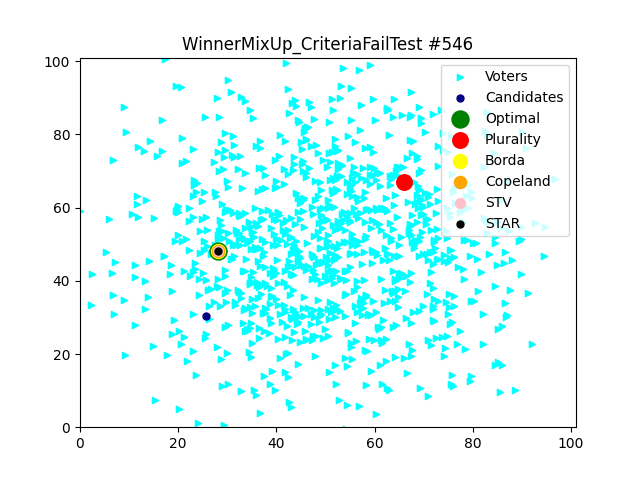 WinnerMixUp_CriteriaFailTest #546
100
80
60
40
20
0
0
20
40
60
80
100
Voters
Candidates
Optimal
Plurality
Borda
Copeland
STV
STAR